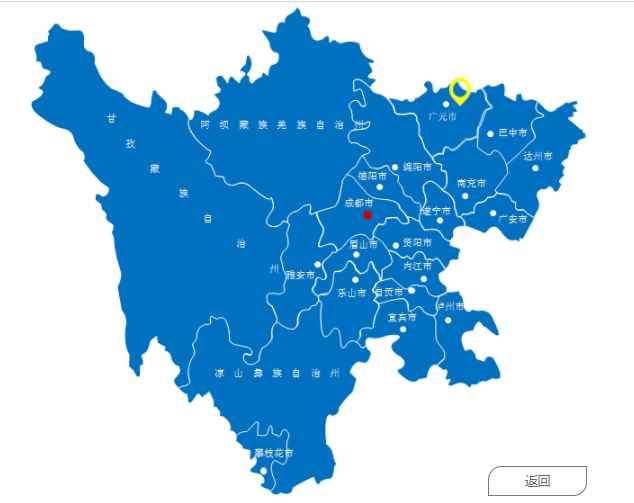 甘孜藏族自治州
阿坝藏族羌族自治州
广元市
巴中市
达州市
绵阳市
德阳市
南充市
成都市
遂宁市
广安市
眉山市
资阳市
雅安市
内江市
乐山市
自贡市
泸州市
宜宾市
凉山彝族自治州
攀枝花市
返回